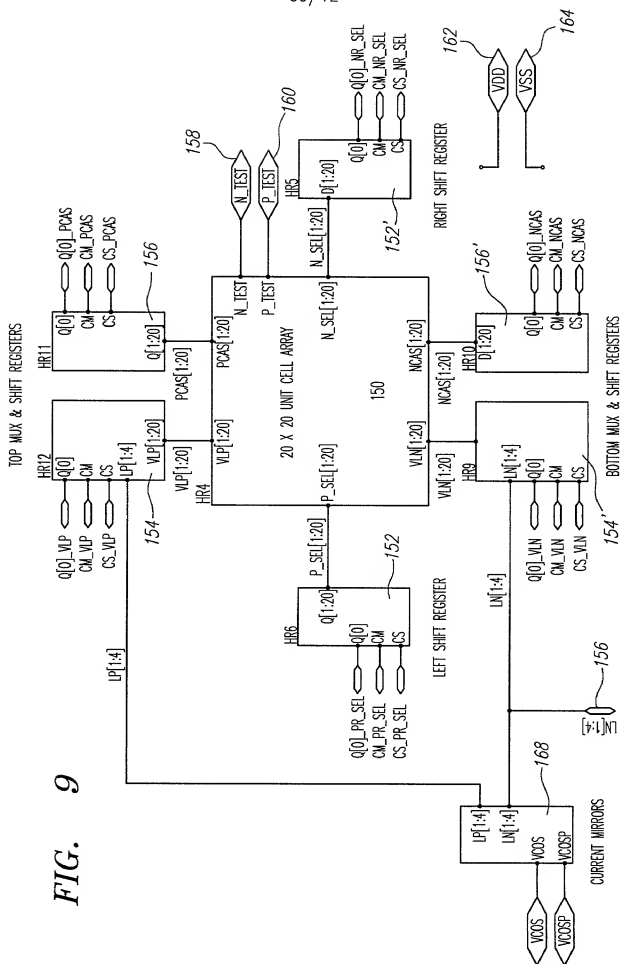 FIG. 9
TOP MUX & SHIFT REGISTERS
HR12
Q[0]
CM
CS
LP[1:4]
VLP[1:20]
Q[0]_VLP
CM_VLP
CS_VLP
154
HR11
Q[0]
CM
CS
Q[1:20]
Q[0]_PCAS
CM_PCAS
CS_PCAS
156
VLP[1:20]
PCAS[1:20]
LP[1:4]
HR4
VLP[1:20]
PCAS[1:20]
N_TEST
P_TEST
N_TEST
158
P_TEST
160
20 X 20 UNIT CELL ARRAY
150
P_SEL[1:20]
N_SEL[1:20]
VLN[1:20]
NCAS[1:20]
P_SEL[1:20]
N_SEL[1:20]
HR6
Q[1:20]
Q[0]
CM
CS
152
Q[0]_PR_SEL
CM_PR_SEL
CS_PR_SEL
LEFT SHIFT REGISTER
HR5
D[1:20]
Q[0]
CM
CS
Q[0]_NR_SEL
CM_NR_SEL
CS_NR_SEL
152'
RIGHT SHIFT REGISTER
VDD
162
VSS
164
VLN[1:20]
NCAS[1:20]
HR9
LN[1:4]
Q[0]
CM
CS
Q[0]_VLN
CM_VLN
CS_VLN
154'
HR10
D[1:20]
Q[0]
CM
CS
Q[0]_NCAS
CM_NCAS
CS_NCAS
156'
BOTTOM MUX & SHIFT REGISTERS
LN[1:4]
LN[1:4]
156
LP[1:4]
LN[1:4]
VCOS
VCOSP
168
VCOS
VCOSP
CURRENT MIRRORS